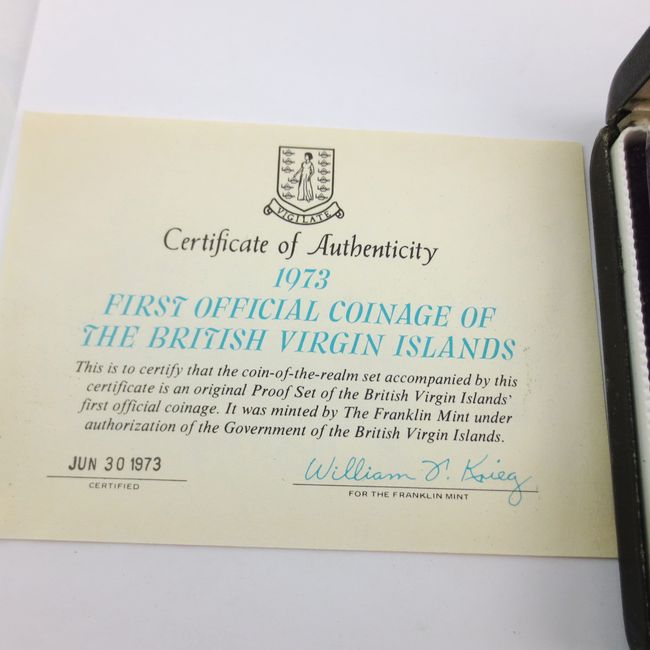 VIGILATE
Certificate of Authenticity
1973
FIRST OFFICIAL COINAGE OF
THE BRITISH VIRGIN ISLANDS
This is to certify that the coin-of-the-realm set accompanied by this
certificate is an original Proof Set of the British Virgin Islands'
first official coinage. It was minted by The Franklin Mint under
authorization of the Government of the British Virgin Islands.
JUN 30 1973
CERTIFIED
William T. Krieg
FOR THE FRANKLIN MINT